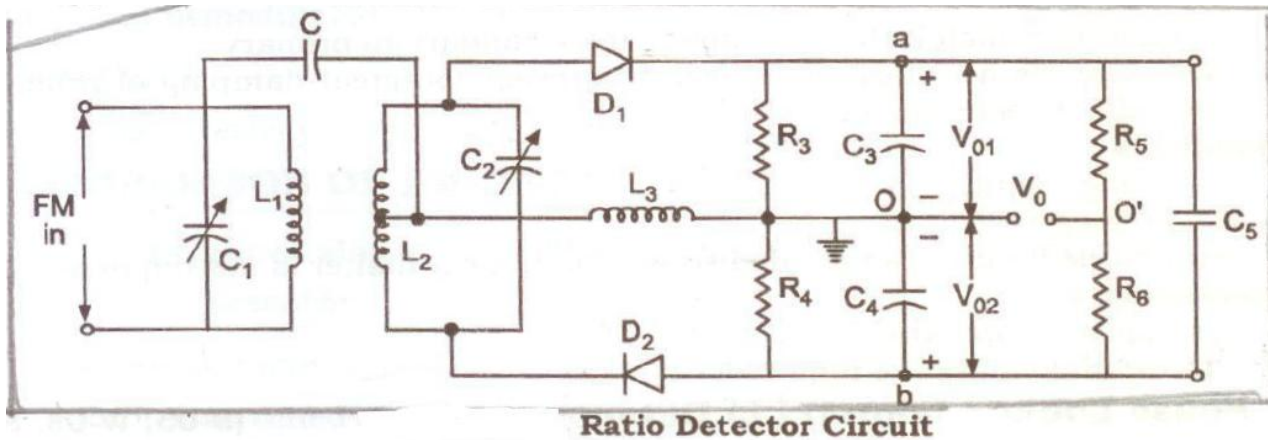 C
a
+
D₁
R₃
C₃
V₀₁
R₅
FM
in
L₁
C₂
L₃
O
−
V₀
O'
C₅
C₁
L₂
−
R₄
C₄
V₀₂
R₆
D₂
+
b
Ratio Detector Circuit